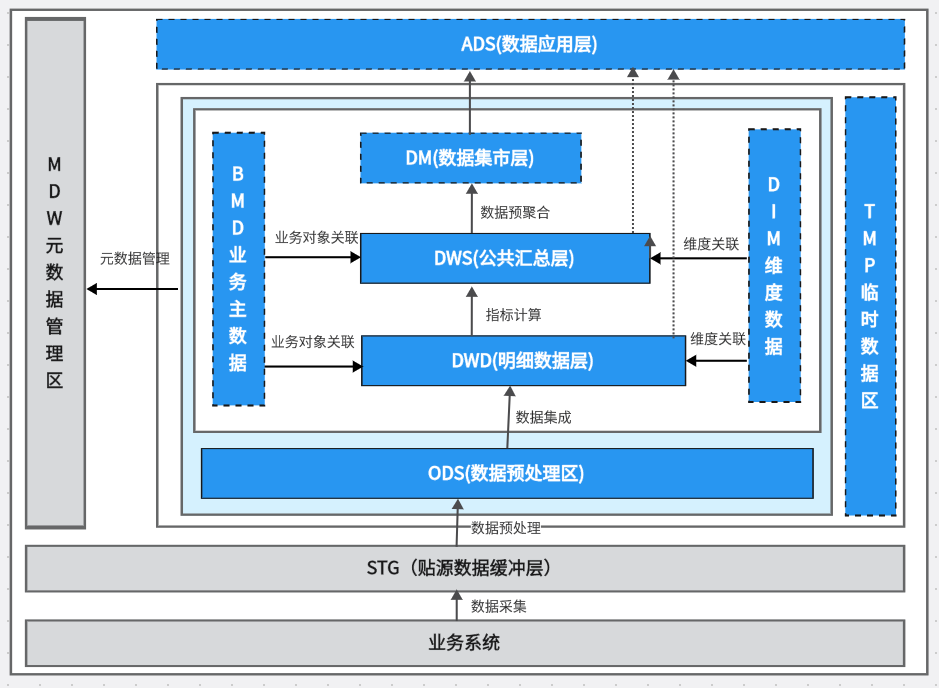 ADS(数据应用层)
MDW元数据管理区
元数据管理
BMD业务主数据
DM(数据集市层)
DIM维度数据
TMP临时数据区
数据预聚合
业务对象关联
DWS(公共汇总层)
维度关联
指标计算
业务对象关联
DWD(明细数据层)
维度关联
数据集成
ODS(数据预处理区)
数据预处理
STG（贴源数据缓冲层）
数据采集
业务系统